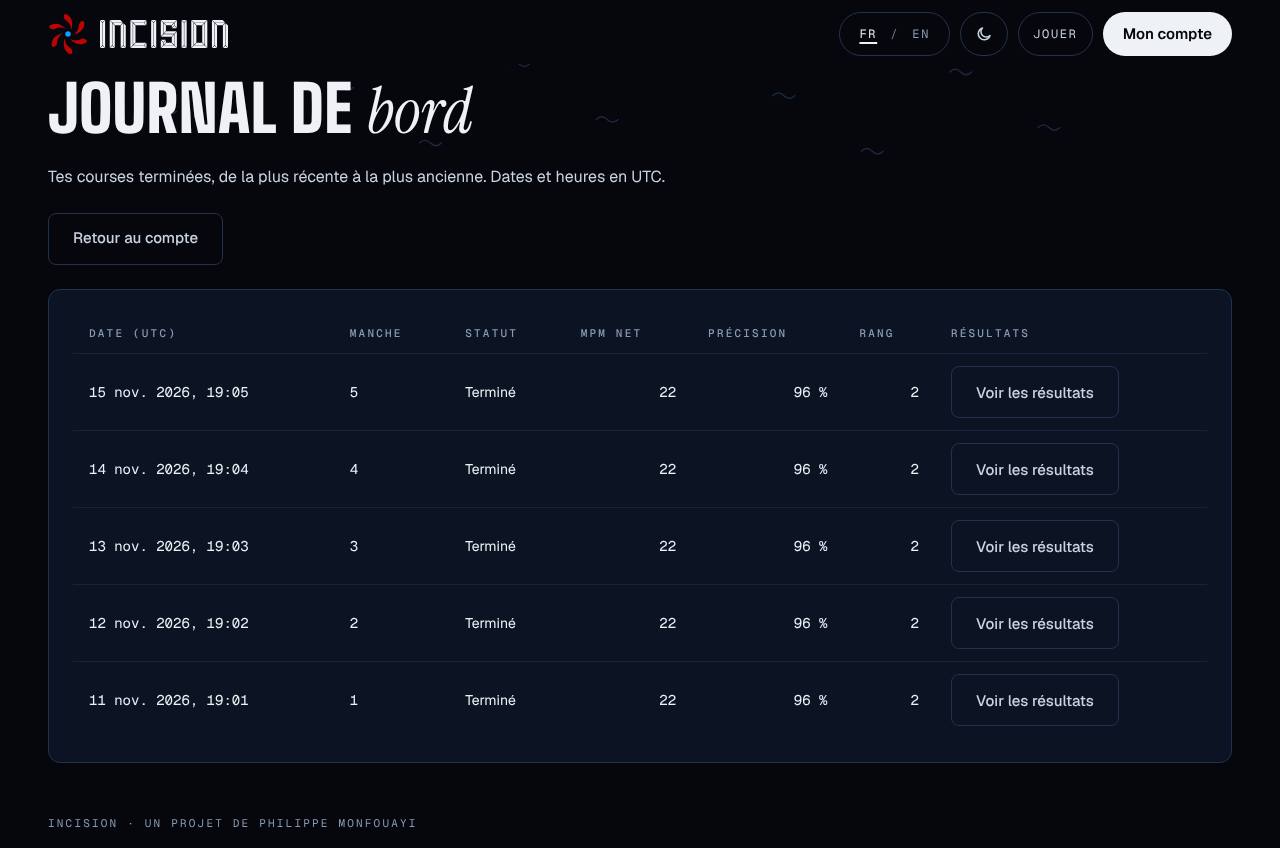 INCISION
FR / EN
JOUER
Mon compte
JOURNAL DE bord
Tes courses terminées, de la plus récente à la plus ancienne. Dates et heures en UTC.
Retour au compte
DATE (UTC) MANCHE STATUT MPM NET PRÉCISION RANG RÉSULTATS
15 nov. 2026, 19:05 5 Terminé 22 96 % 2 Voir les résultats
14 nov. 2026, 19:04 4 Terminé 22 96 % 2 Voir les résultats
13 nov. 2026, 19:03 3 Terminé 22 96 % 2 Voir les résultats
12 nov. 2026, 19:02 2 Terminé 22 96 % 2 Voir les résultats
11 nov. 2026, 19:01 1 Terminé 22 96 % 2 Voir les résultats
INCISION · UN PROJET DE PHILIPPE MONFOUAYI